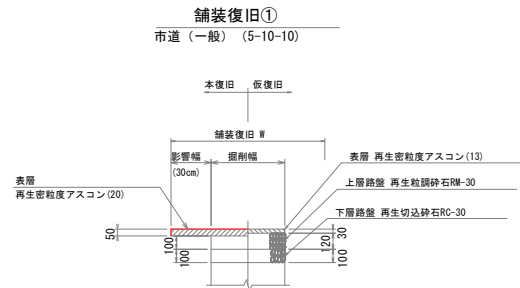 舗装復旧①
市道（一般）（5-10-10）
本復旧 仮復旧
舗装復旧 W
影響幅 掘削幅
(30cm)
表層 再生密粒度アスコン(13)
上層路盤 再生粒調砕石RM-30
表層
再生密粒度アスコン(20)
下層路盤 再生切込砕石RC-30
50
100
100
30
120
100